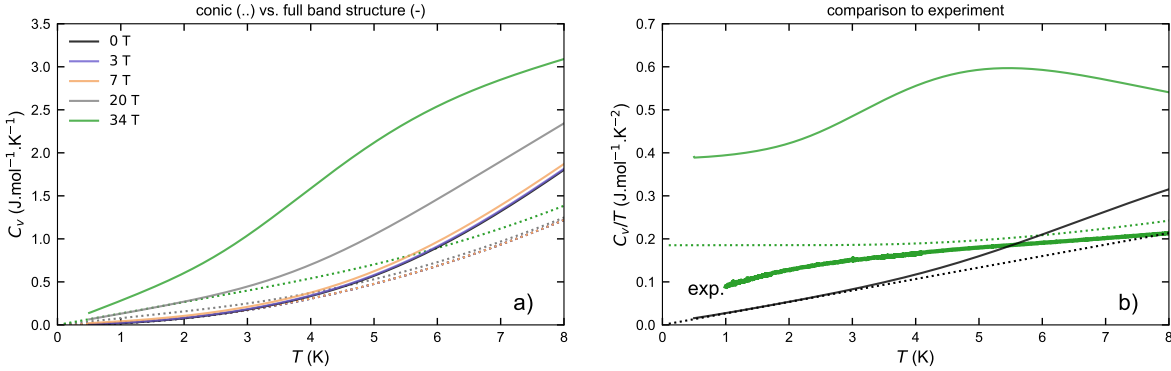 conic (..) vs. full band structure (-)
3.5
3.0
2.5
2.0
1.5
1.0
0.5
0.0
Cᵥ (J.mol⁻¹.K⁻¹)
0 T
3 T
7 T
20 T
34 T
a)
0 1 2 3 4 5 6 7 8
T (K)
comparison to experiment
0.7
0.6
0.5
0.4
0.3
0.2
0.1
0.0
Cᵥ/T (J.mol⁻¹.K⁻²)
exp.
b)
0 1 2 3 4 5 6 7 8
T (K)